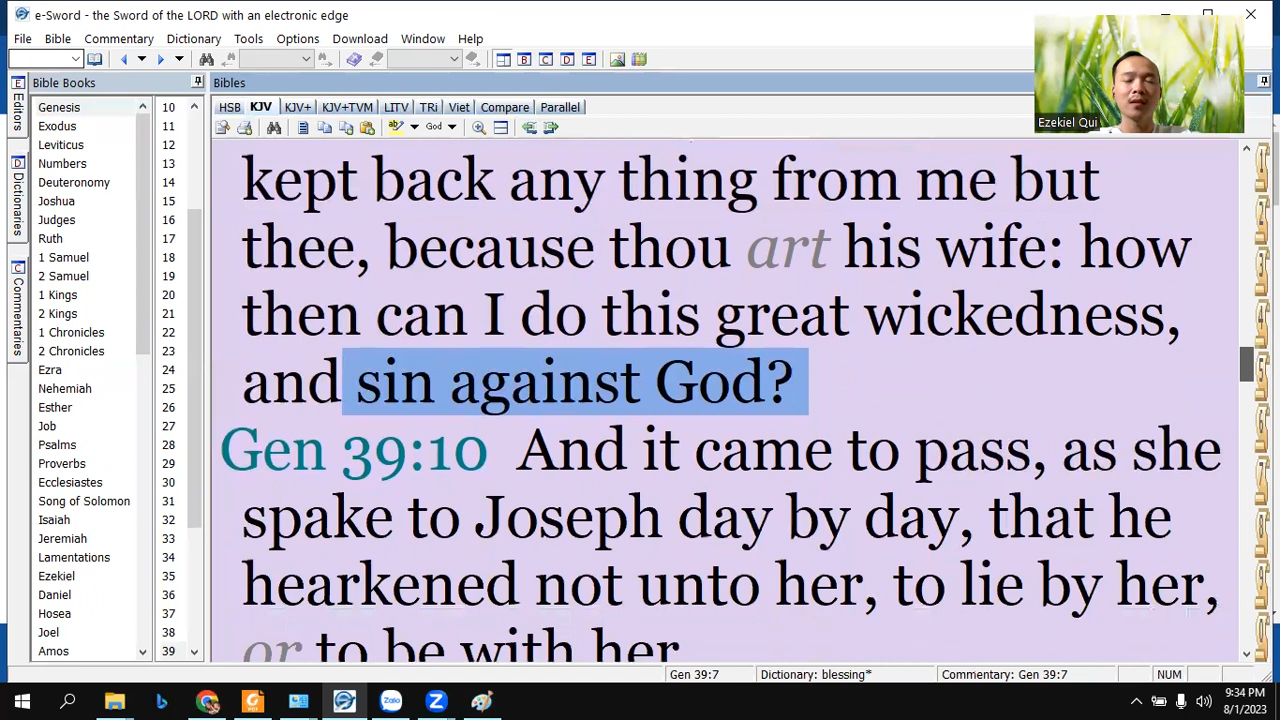 e-Sword - the Sword of the LORD with an electronic edge
File Bible Commentary Dictionary Tools Options Download Window Help
B C D E
Bible Books
Bibles
E Editors
D Dictionaries
C Commentaries
HSB KJV KJV+ KJV+TVM LITV TRi Viet Compare Parallel
God
Ezekiel Qui
Genesis
Exodus
Leviticus
Numbers
Deuteronomy
Joshua
Judges
Ruth
1 Samuel
2 Samuel
1 Kings
2 Kings
1 Chronicles
2 Chronicles
Ezra
Nehemiah
Esther
Job
Psalms
Proverbs
Ecclesiastes
Song of Solomon
Isaiah
Jeremiah
Lamentations
Ezekiel
Daniel
Hosea
Joel
Amos
10
11
12
13
14
15
16
17
18
19
20
21
22
23
24
25
26
27
28
29
30
31
32
33
34
35
36
37
38
39
kept back any thing from me but
thee, because thou art his wife: how
then can I do this great wickedness,
and sin against God?
Gen 39:10 And it came to pass, as she
spake to Joseph day by day, that he
hearkened not unto her, to lie by her,
or to be with her.
Gen 39:7
Dictionary: blessing*
Commentary: Gen 39:7
NUM
Zalo
9:34 PM
8/1/2023